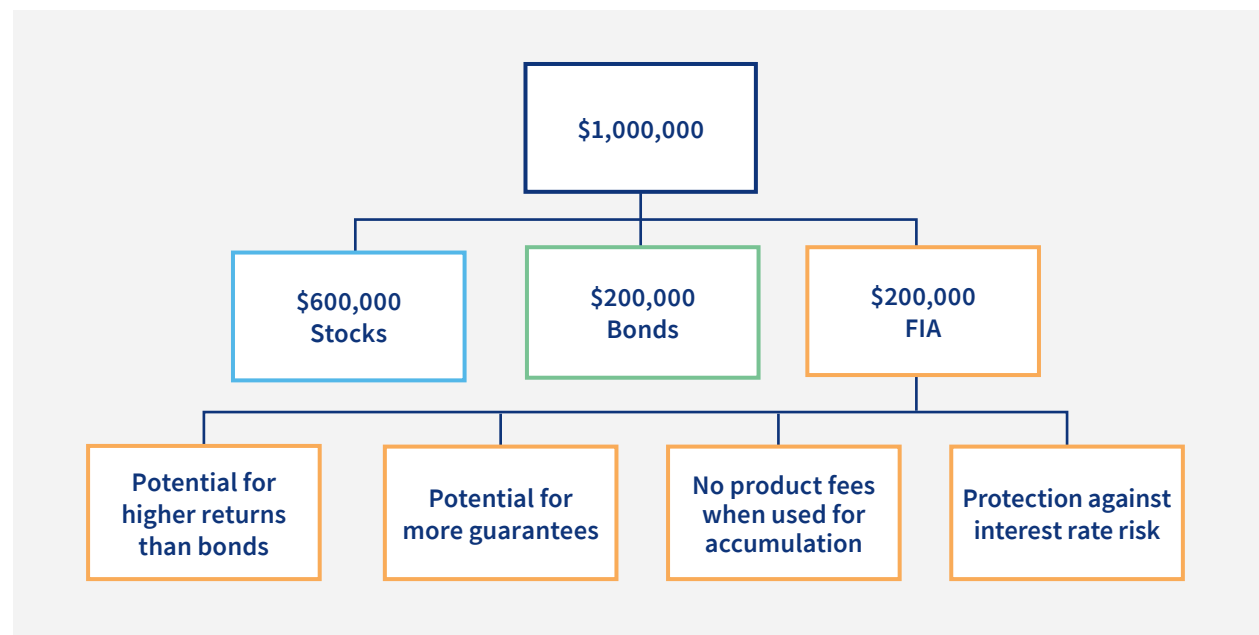 $1,000,000
$600,000
Stocks
$200,000
Bonds
$200,000
FIA
Potential for
higher returns
than bonds
Potential for
more guarantees
No product fees
when used for
accumulation
Protection against
interest rate risk